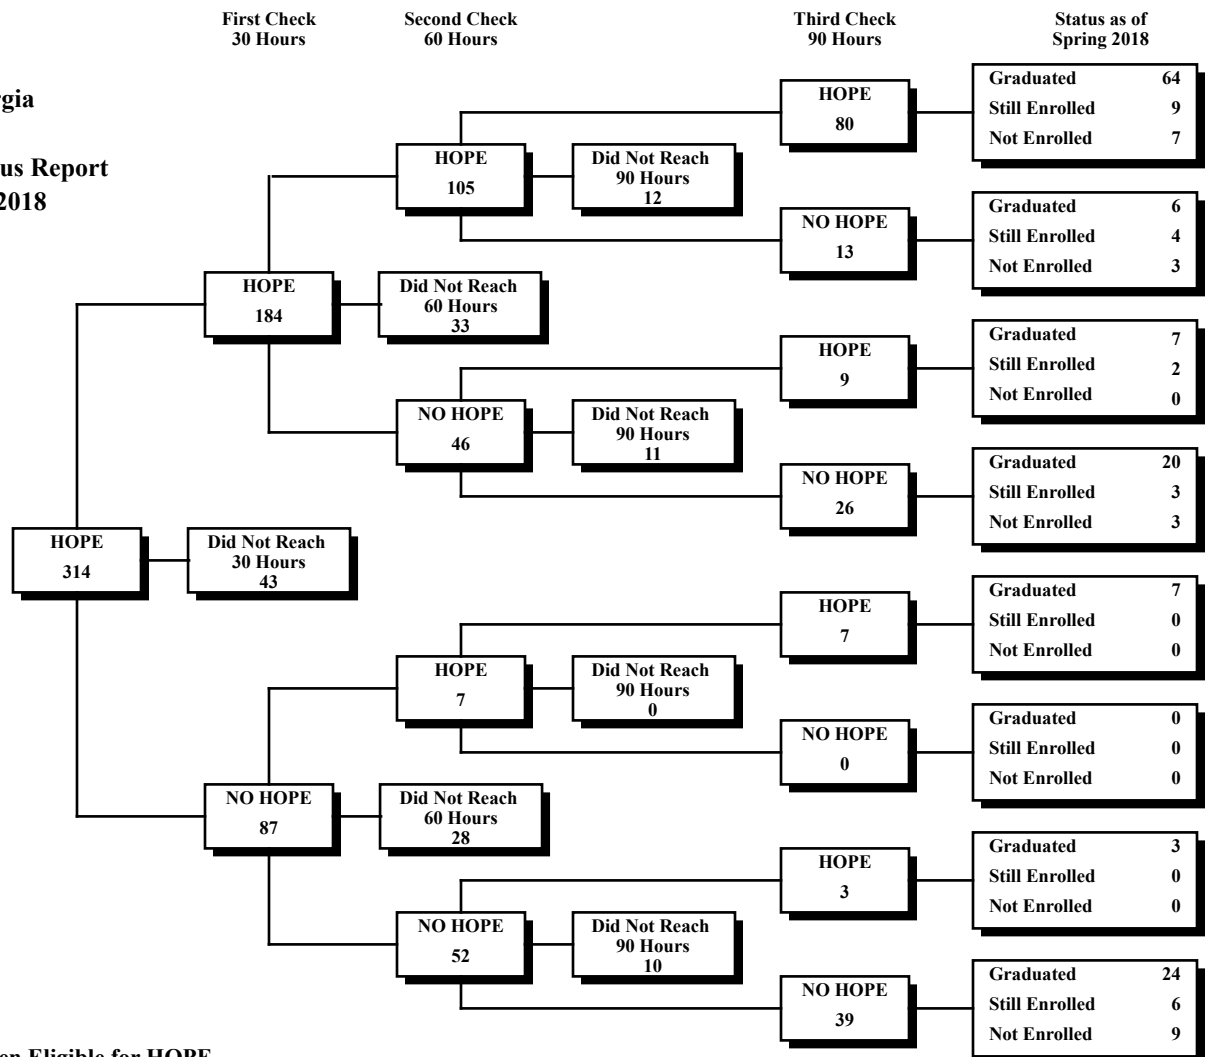 First Check
30 Hours
Second Check
60 Hours
Third Check
90 Hours
Status as of
Spring 2018
rgia
us Report
2018
HOPE
314
Did Not Reach
30 Hours
43
HOPE
184
Did Not Reach
60 Hours
33
NO HOPE
87
Did Not Reach
60 Hours
28
HOPE
105
Did Not Reach
90 Hours
12
NO HOPE
46
Did Not Reach
90 Hours
11
HOPE
7
Did Not Reach
90 Hours
0
NO HOPE
52
Did Not Reach
90 Hours
10
HOPE
80
Graduated 64
Still Enrolled 9
Not Enrolled 7
NO HOPE
13
Graduated 6
Still Enrolled 4
Not Enrolled 3
HOPE
9
Graduated 7
Still Enrolled 2
Not Enrolled 0
NO HOPE
26
Graduated 20
Still Enrolled 3
Not Enrolled 3
HOPE
7
Graduated 7
Still Enrolled 0
Not Enrolled 0
NO HOPE
0
Graduated 0
Still Enrolled 0
Not Enrolled 0
HOPE
3
Graduated 3
Still Enrolled 0
Not Enrolled 0
NO HOPE
39
Graduated 24
Still Enrolled 6
Not Enrolled 9
en Eligible for HOPE